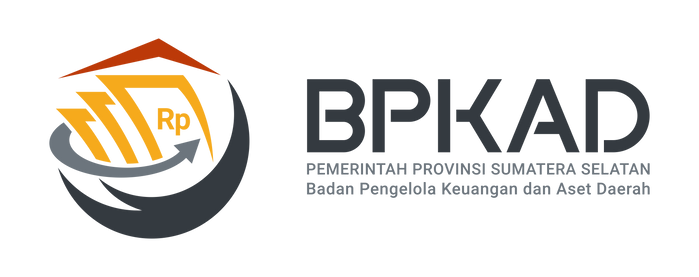 Rp
BPKAD
PEMERINTAH PROVINSI SUMATERA SELATAN
Badan Pengelola Keuangan dan Aset Daerah